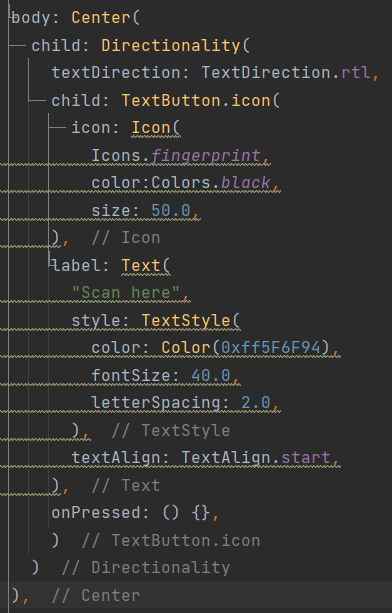 body: Center(
child: Directionality(
textDirection: TextDirection.rtl,
child: TextButton.icon(
icon: Icon(
Icons.fingerprint,
color:Colors.black,
size: 50.0,
), // Icon
label: Text(
"Scan here",
style: TextStyle(
color: Color(0xff5F6F94),
fontSize: 40.0,
letterSpacing: 2.0,
), // TextStyle
textAlign: TextAlign.start,
), // Text
onPressed: () {},
) // TextButton.icon
) // Directionality
), // Center